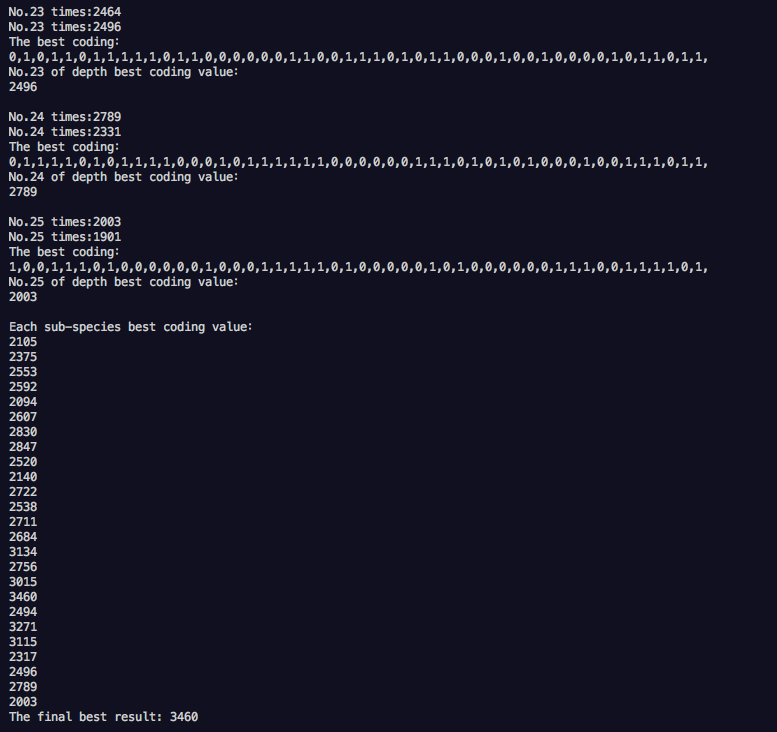 No.23 times:2464
No.23 times:2496
The best coding:
0,1,0,1,1,0,1,1,1,1,1,0,1,1,0,0,0,0,0,0,1,1,0,0,1,1,1,0,1,0,1,1,0,0,0,1,0,0,1,0,0,0,0,1,0,1,1,0,1,1,
No.23 of depth best coding value:
2496

No.24 times:2789
No.24 times:2331
The best coding:
0,1,1,1,1,0,1,0,1,1,1,1,0,0,0,1,0,1,1,1,1,1,1,0,0,0,0,0,0,1,1,1,0,1,0,1,0,1,0,0,0,1,0,0,1,1,1,0,1,1,
No.24 of depth best coding value:
2789

No.25 times:2003
No.25 times:1901
The best coding:
1,0,0,1,1,1,0,1,0,0,0,0,0,0,1,0,0,0,1,1,1,1,1,0,1,0,0,0,0,0,1,0,1,0,0,0,0,0,0,1,1,1,0,0,1,1,1,1,0,1,
No.25 of depth best coding value:
2003

Each sub-species best coding value:
2105
2375
2553
2592
2094
2607
2830
2847
2520
2140
2722
2538
2711
2684
3134
2756
3015
3460
2494
3271
3115
2317
2496
2789
2003
The final best result: 3460